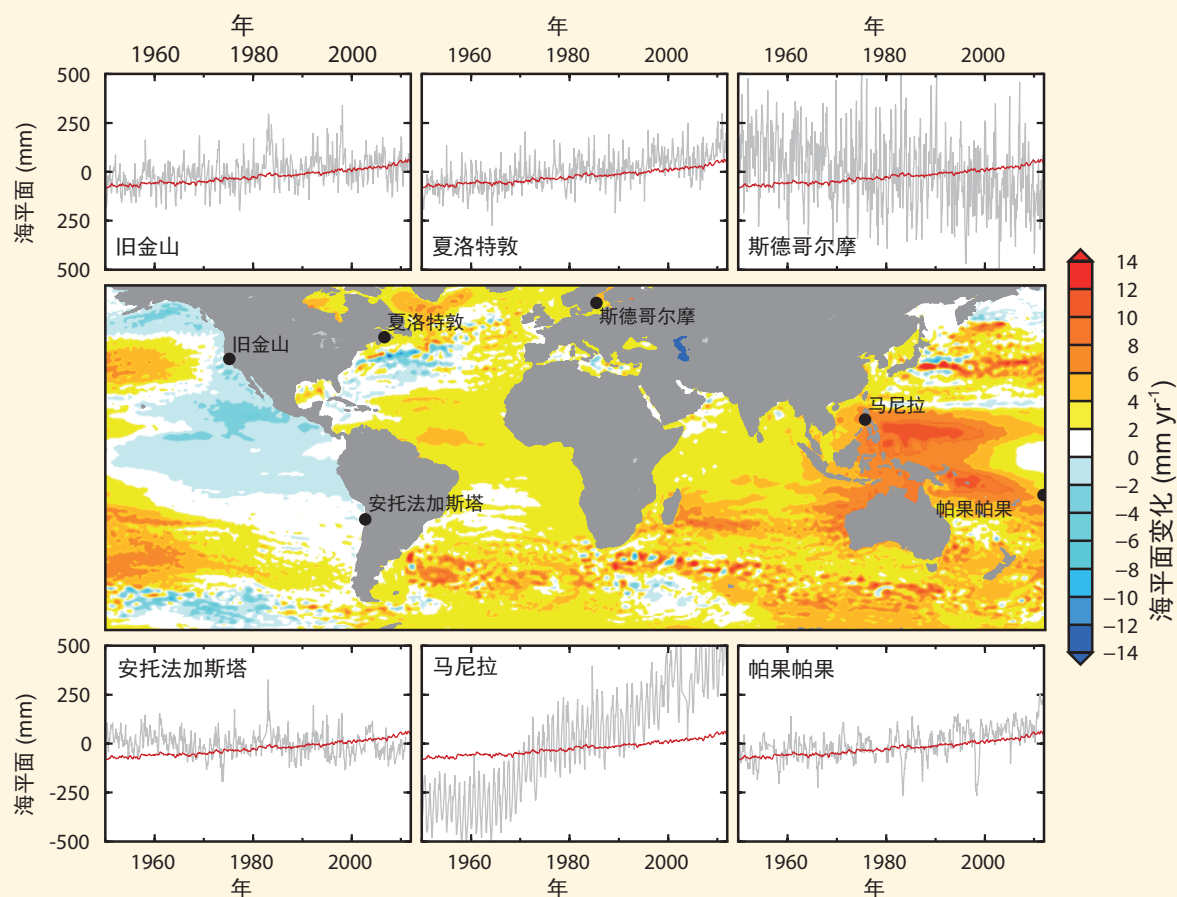 年 年 年
1960 1980 2000 1960 1980 2000 1960 1980 2000
500
250
0
250
500
海平面 (mm)
旧金山 夏洛特敦 斯德哥尔摩
旧金山
夏洛特敦
斯德哥尔摩
马尼拉
安托法加斯塔
帕果帕果
14
12
10
8
6
4
2
0
−2
−4
−6
−8
−10
−12
−14
海平面变化 (mm yr-1)
安托法加斯塔 马尼拉 帕果帕果
500
250
0
-250
-500
海平面 (mm)
1960 1980 2000 1960 1980 2000 1960 1980 2000
年 年 年